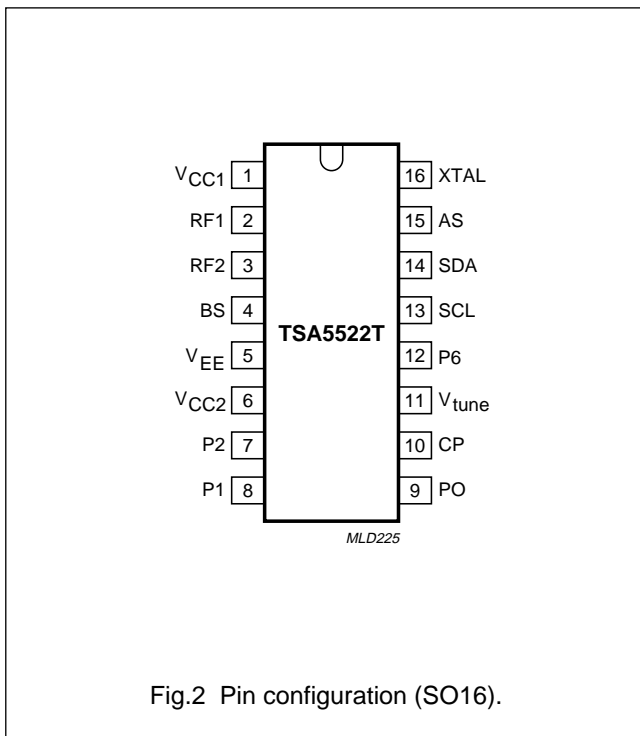 VCC1 1 16 XTAL
RF1 2 15 AS
RF2 3 14 SDA
BS 4 13 SCL
TSA5522T
VEE 5 12 P6
VCC2 6 11 Vtune
P2 7 10 CP
P1 8 9 PO
MLD225
Fig.2 Pin configuration (SO16).